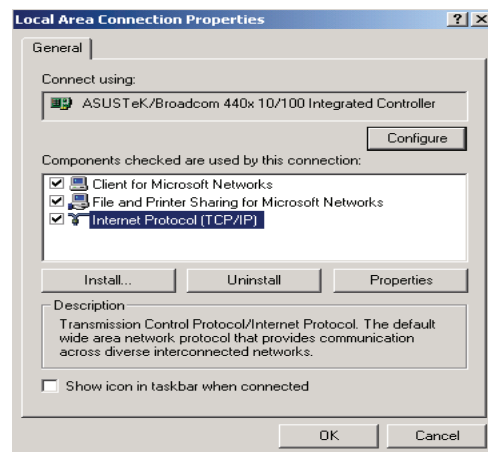 Local Area Connection Properties
General
Connect using:
ASUSTeK/Broadcom 440x 10/100 Integrated Controller
Configure
Components checked are used by this connection:
Client for Microsoft Networks
File and Printer Sharing for Microsoft Networks
Internet Protocol (TCP/IP)
Install...
Uninstall
Properties
Description
Transmission Control Protocol/Internet Protocol. The default
wide area network protocol that provides communication
across diverse interconnected networks.
Show icon in taskbar when connected
OK
Cancel